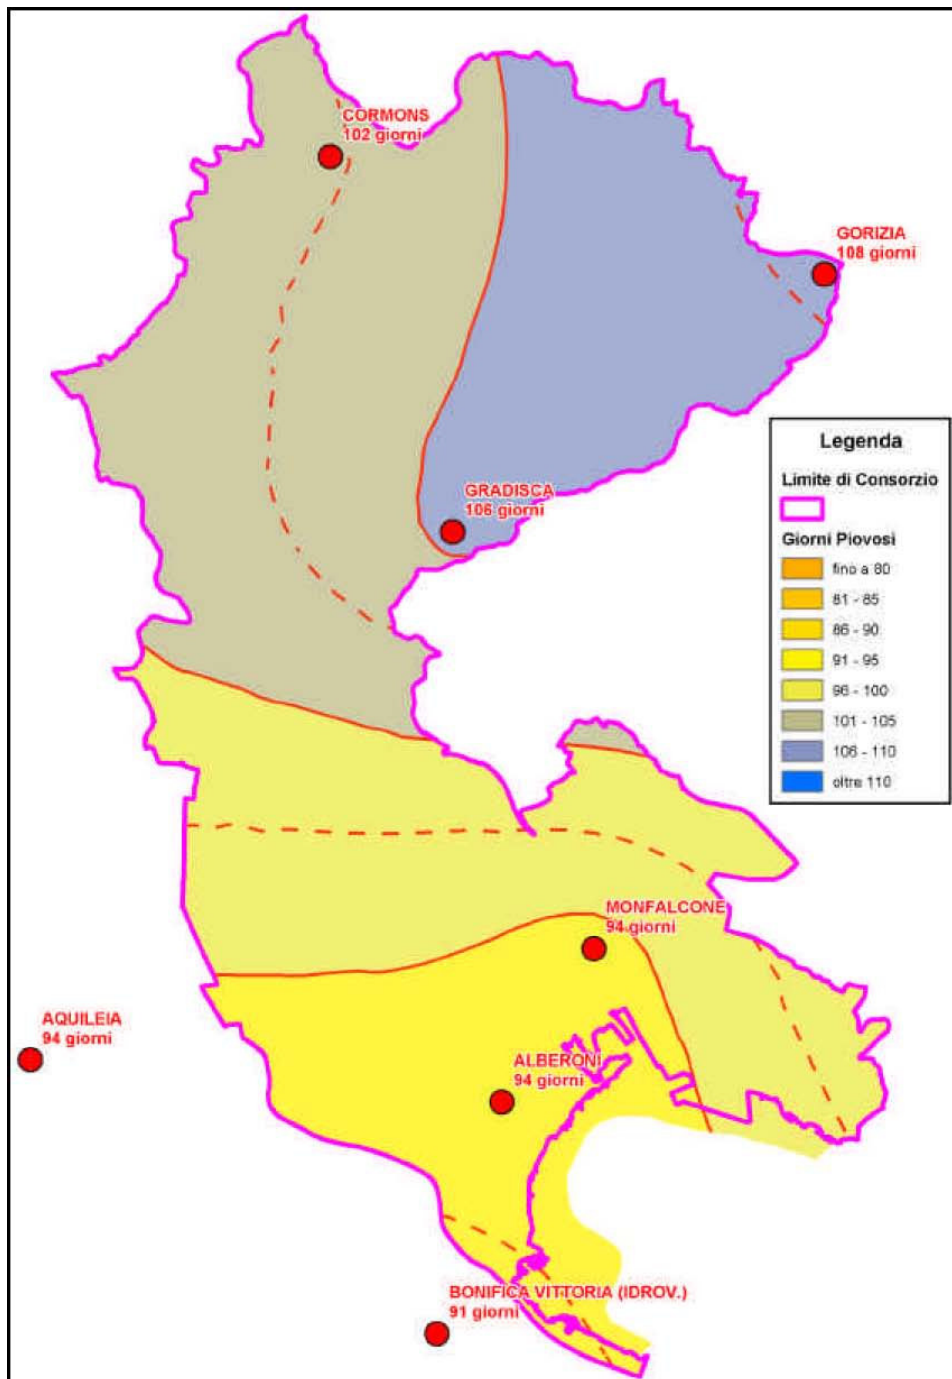 CORMONS
102 giorni
GORIZIA
108 giorni
GRADISCA
106 giorni
Legenda
Limite di Consorzio
Giorni Piovosi
fino a 80
81 - 85
86 - 90
91 - 95
96 - 100
101 - 105
106 - 110
oltre 110
MONFALCONE
94 giorni
AQUILEIA
94 giorni
ALBERONI
94 giorni
BONIFICA VITTORIA (IDROV.)
91 giorni